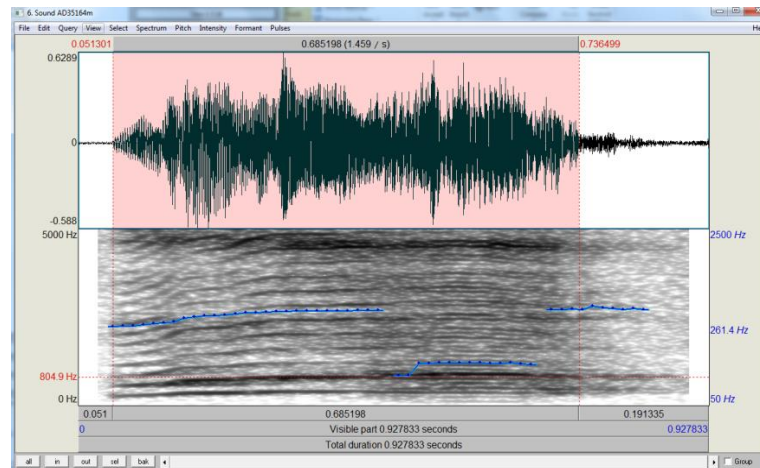 6. Sound AD35164m
File Edit Query View Select Spectrum Pitch Intensity Formant Pulses
0.051301 0.685198 (1.459 / s) 0.736499
0.6289
0
-0.588
5000 Hz 2500 Hz
261.4 Hz
804.9 Hz
0 Hz 50 Hz
0.051 0.685198 0.191335
0 Visible part 0.927833 seconds 0.927833
Total duration 0.927833 seconds
all in out sel bak Group